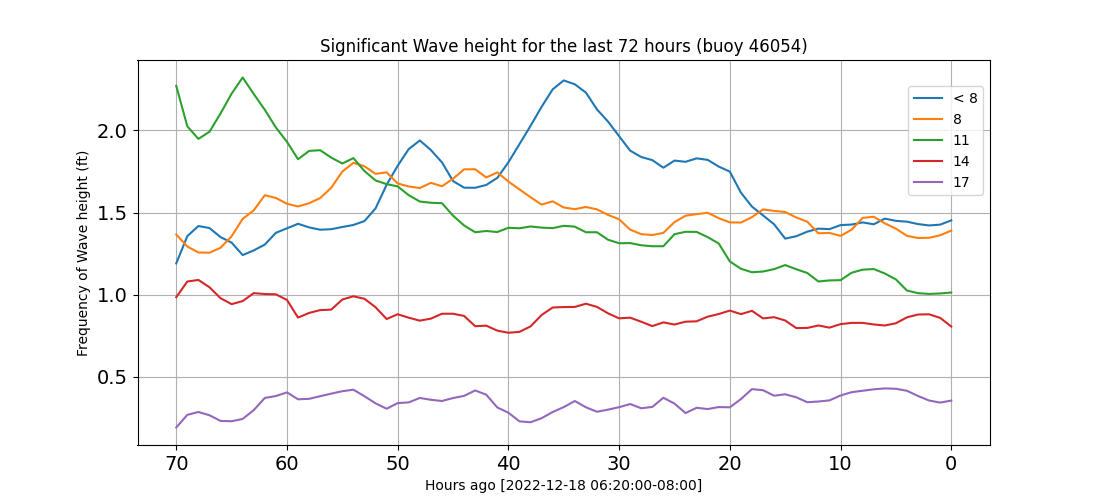 Significant Wave height for the last 72 hours (buoy 46054)
Frequency of Wave height (ft)
2.0
1.5
1.0
0.5
< 8
8
11
14
17
70 60 50 40 30 20 10 0
Hours ago [2022-12-18 06:20:00-08:00]